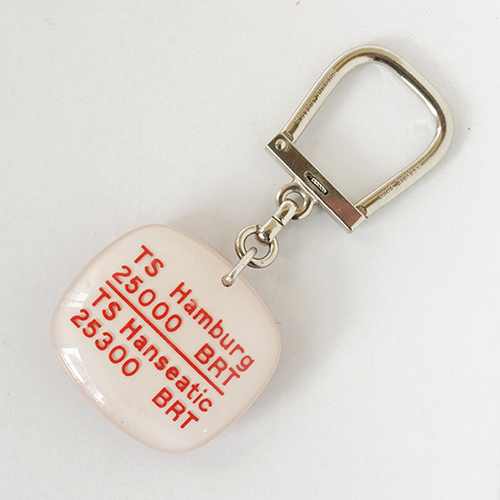 TS Hamburg
25000 BRT
TS Hanseatic
25300 BRT